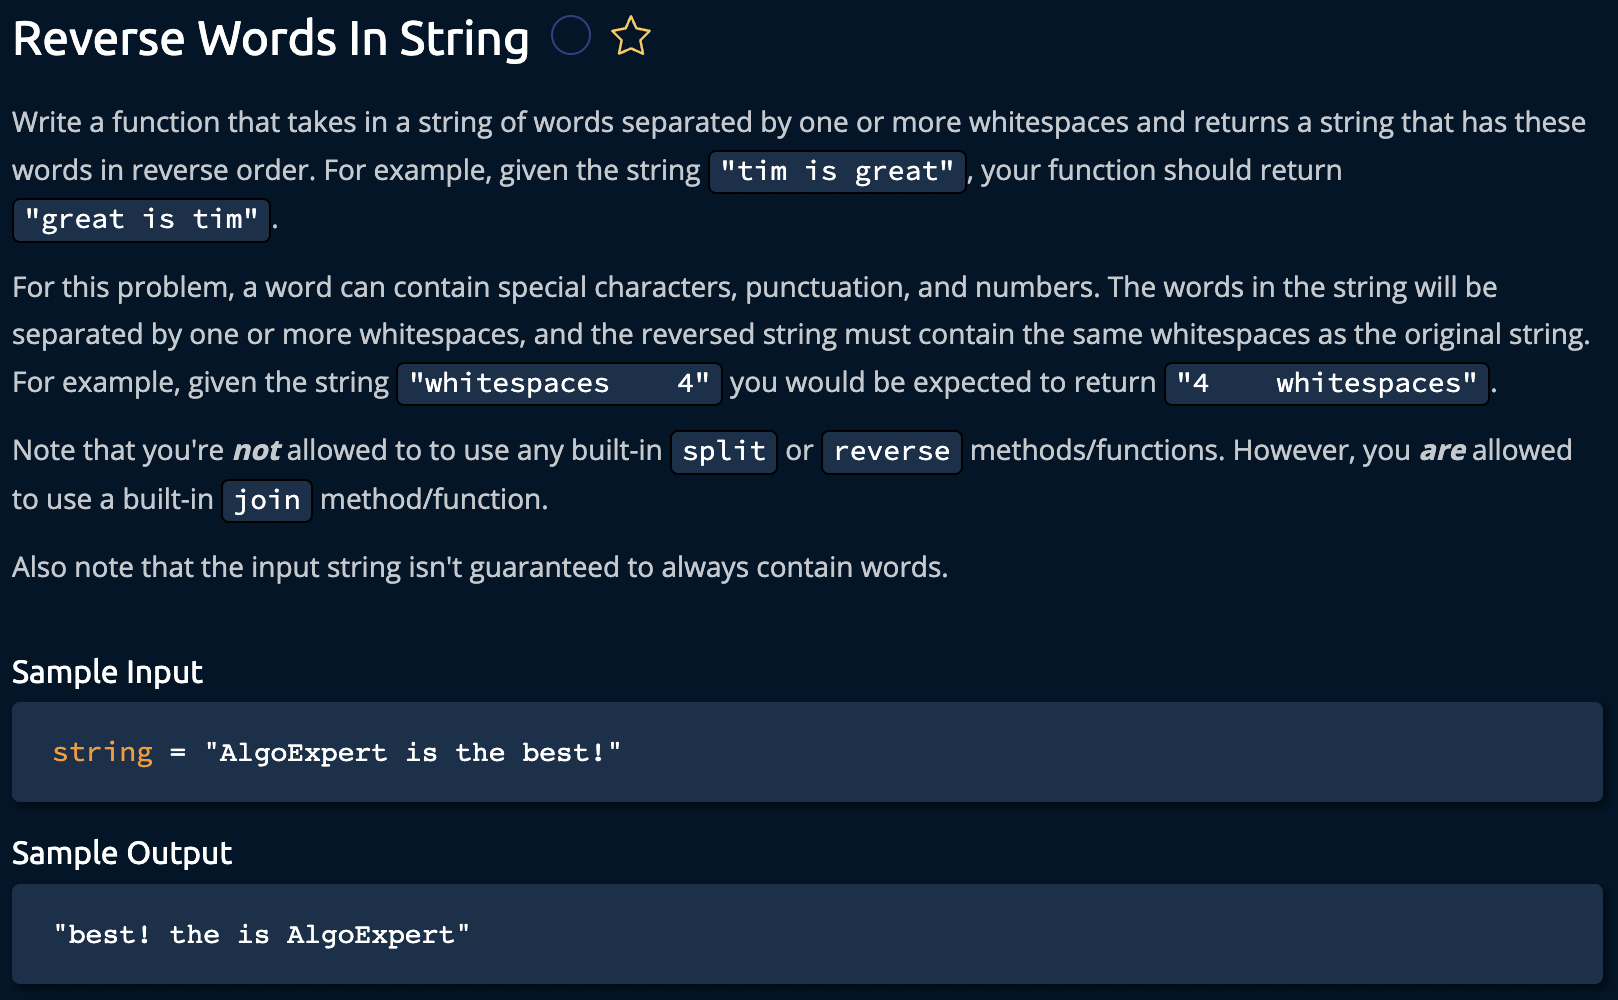 Reverse Words In String
Write a function that takes in a string of words separated by one or more whitespaces and returns a string that has these
words in reverse order. For example, given the string "tim is great", your function should return
"great is tim".
For this problem, a word can contain special characters, punctuation, and numbers. The words in the string will be
separated by one or more whitespaces, and the reversed string must contain the same whitespaces as the original string.
For example, given the string "whitespaces    4" you would be expected to return "4    whitespaces".
Note that you're not allowed to to use any built-in split or reverse methods/functions. However, you are allowed
to use a built-in join method/function.
Also note that the input string isn't guaranteed to always contain words.
Sample Input
string = "AlgoExpert is the best!"
Sample Output
"best! the is AlgoExpert"